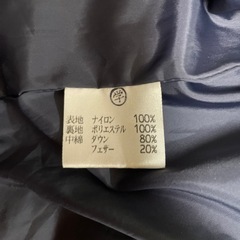 学
表地 ナイロン 100%
裏地 ポリエステル 100%
中綿 ダウン 80%
フェザー 20%